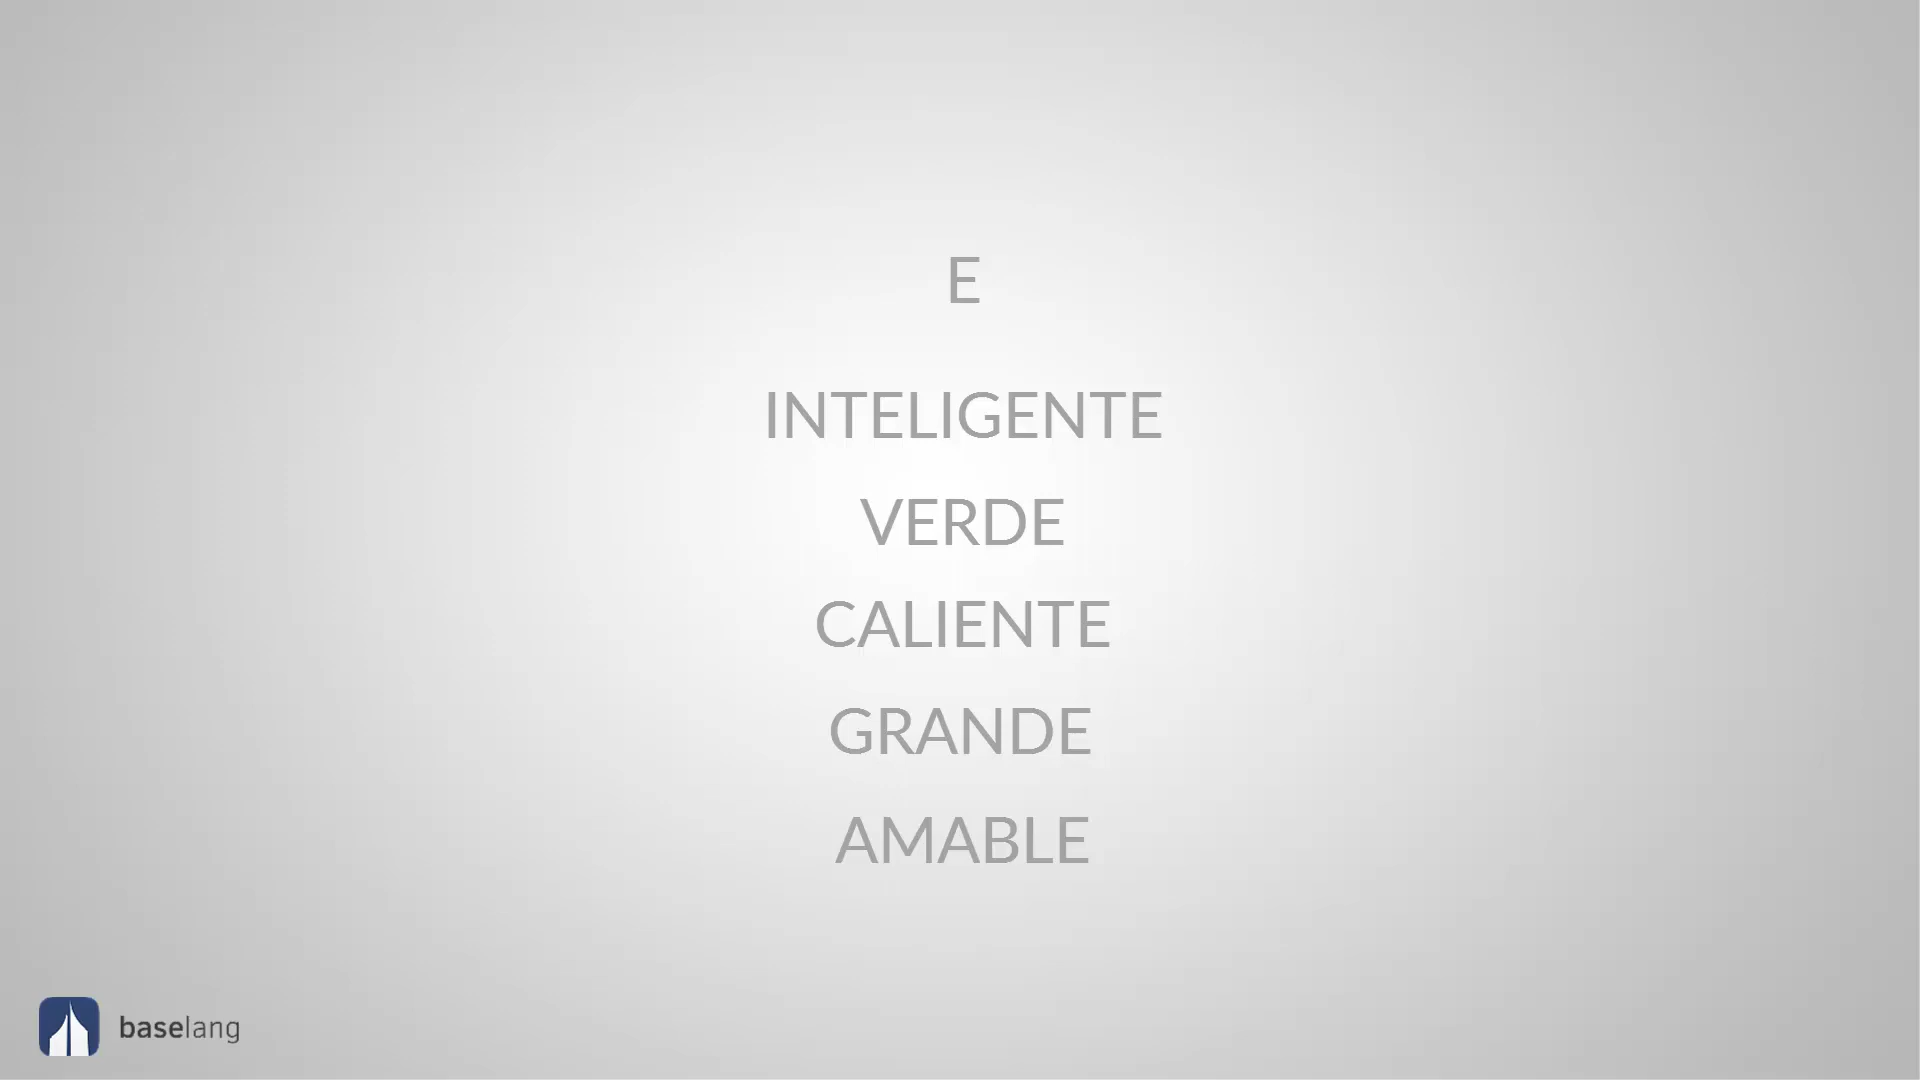 E
INTELIGENTE
VERDE
CALIENTE
GRANDE
AMABLE
baselang